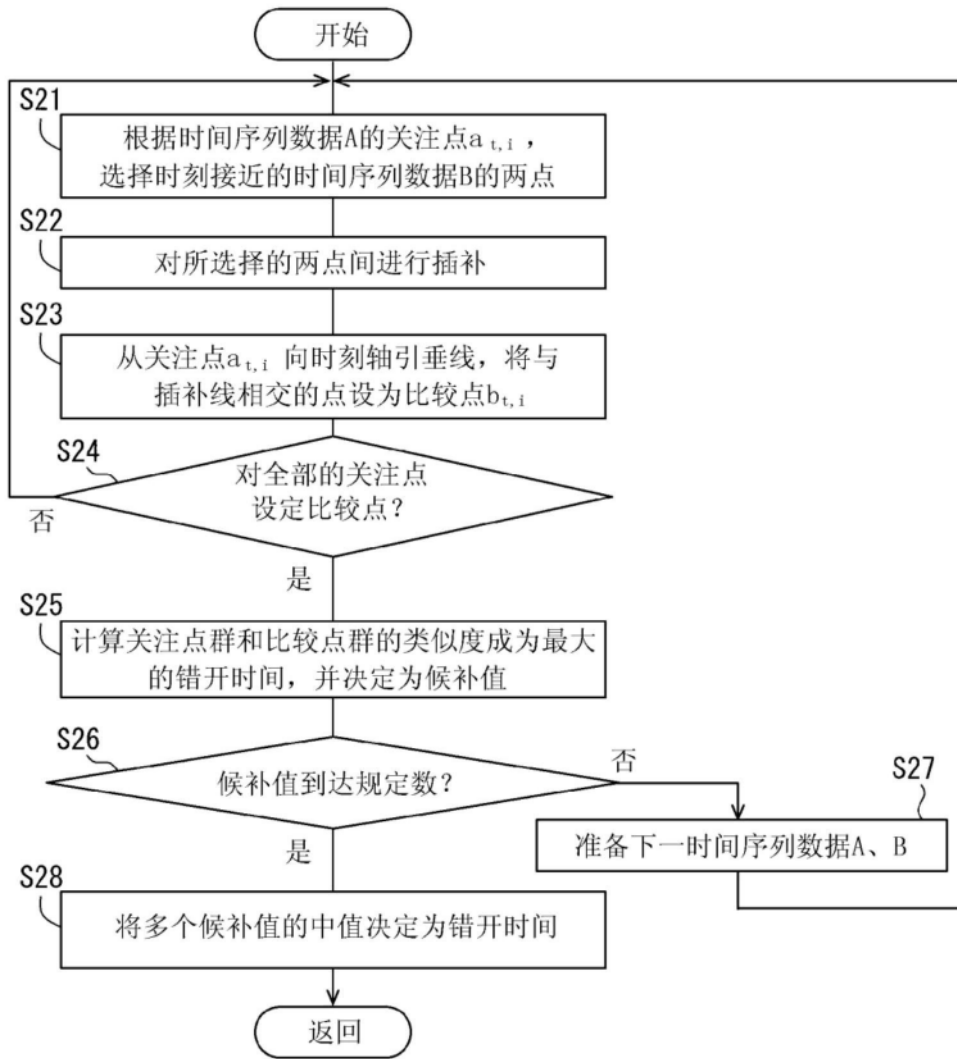 开始
S21
根据时间序列数据A的关注点a t,i ，
选择时刻接近的时间序列数据B的两点
S22
对所选择的两点间进行插补
S23
从关注点a t,i 向时刻轴引垂线，将与
插补线相交的点设为比较点b t,i
S24
对全部的关注点
设定比较点？
否
是
S25
计算关注点群和比较点群的类似度成为最大
的错开时间，并决定为候补值
S26
候补值到达规定数？
否
S27
准备下一时间序列数据A、B
是
S28
将多个候补值的中值决定为错开时间
返回